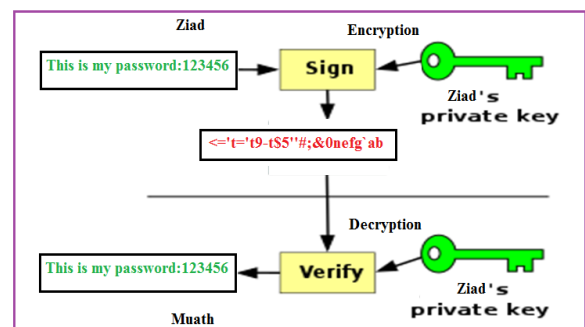 Ziad
Encryption
This is my password:123456
Sign
Ziad's
private key
<='t='t9-t$5''#;&0nefg`ab
Decryption
This is my password:123456
Verify
Ziad's
private key
Muath